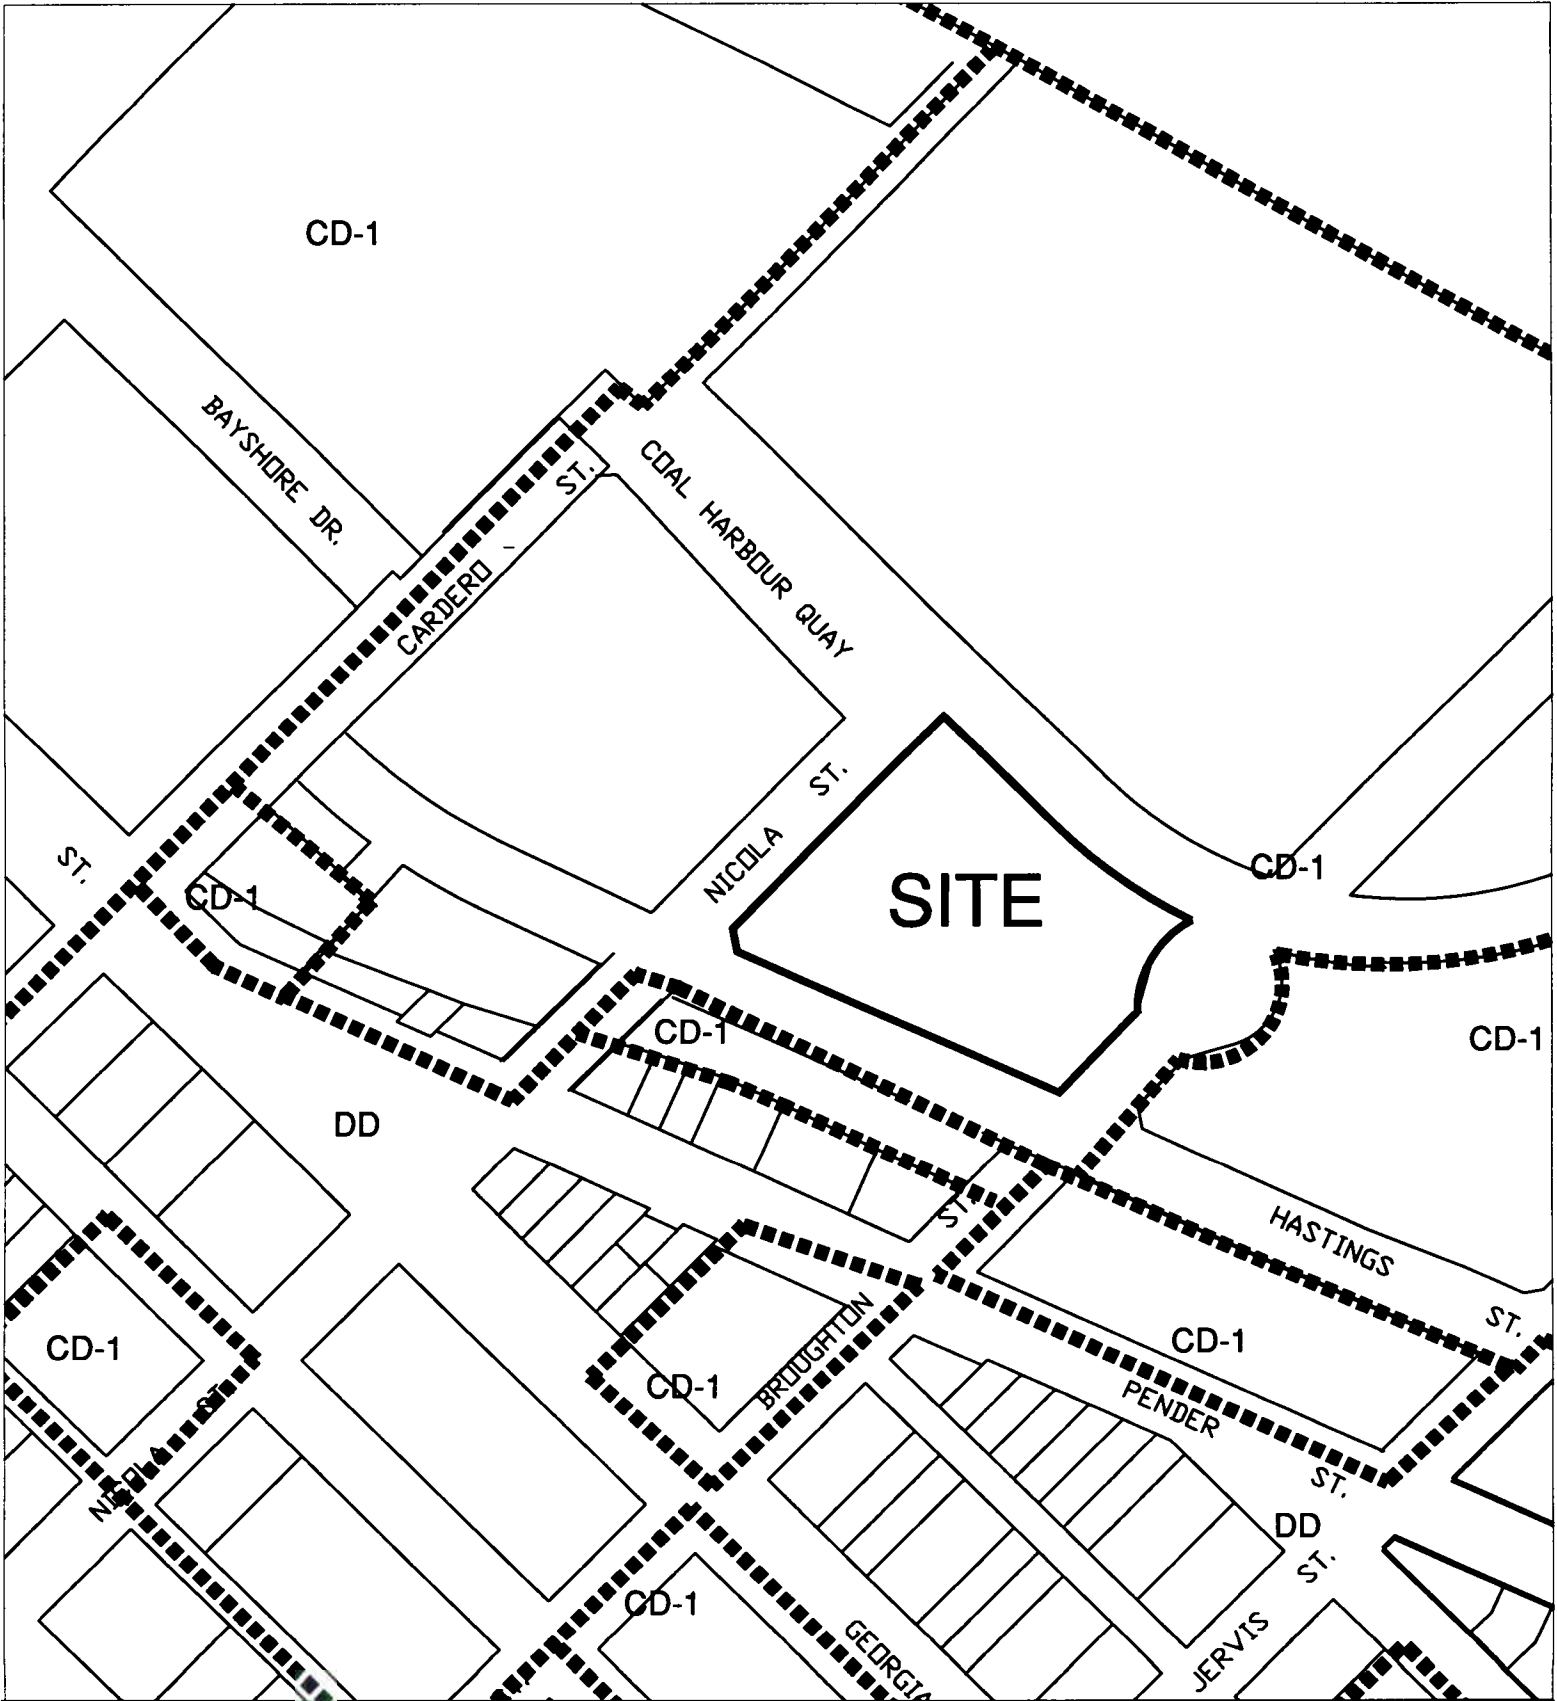 CD-1
BAYSHORE DR.
COAL HARBOUR QUAY
CARDERO ST.
NICOLA ST.
ST.
CD-1
SITE
CD-1
CD-1
CD-1
DD
ST.
HASTINGS ST.
CD-1
CD-1
CD-1
BROUGHTON
PENDER ST.
NICOLA ST.
DD
CD-1
GEORGIA
JERVIS ST.